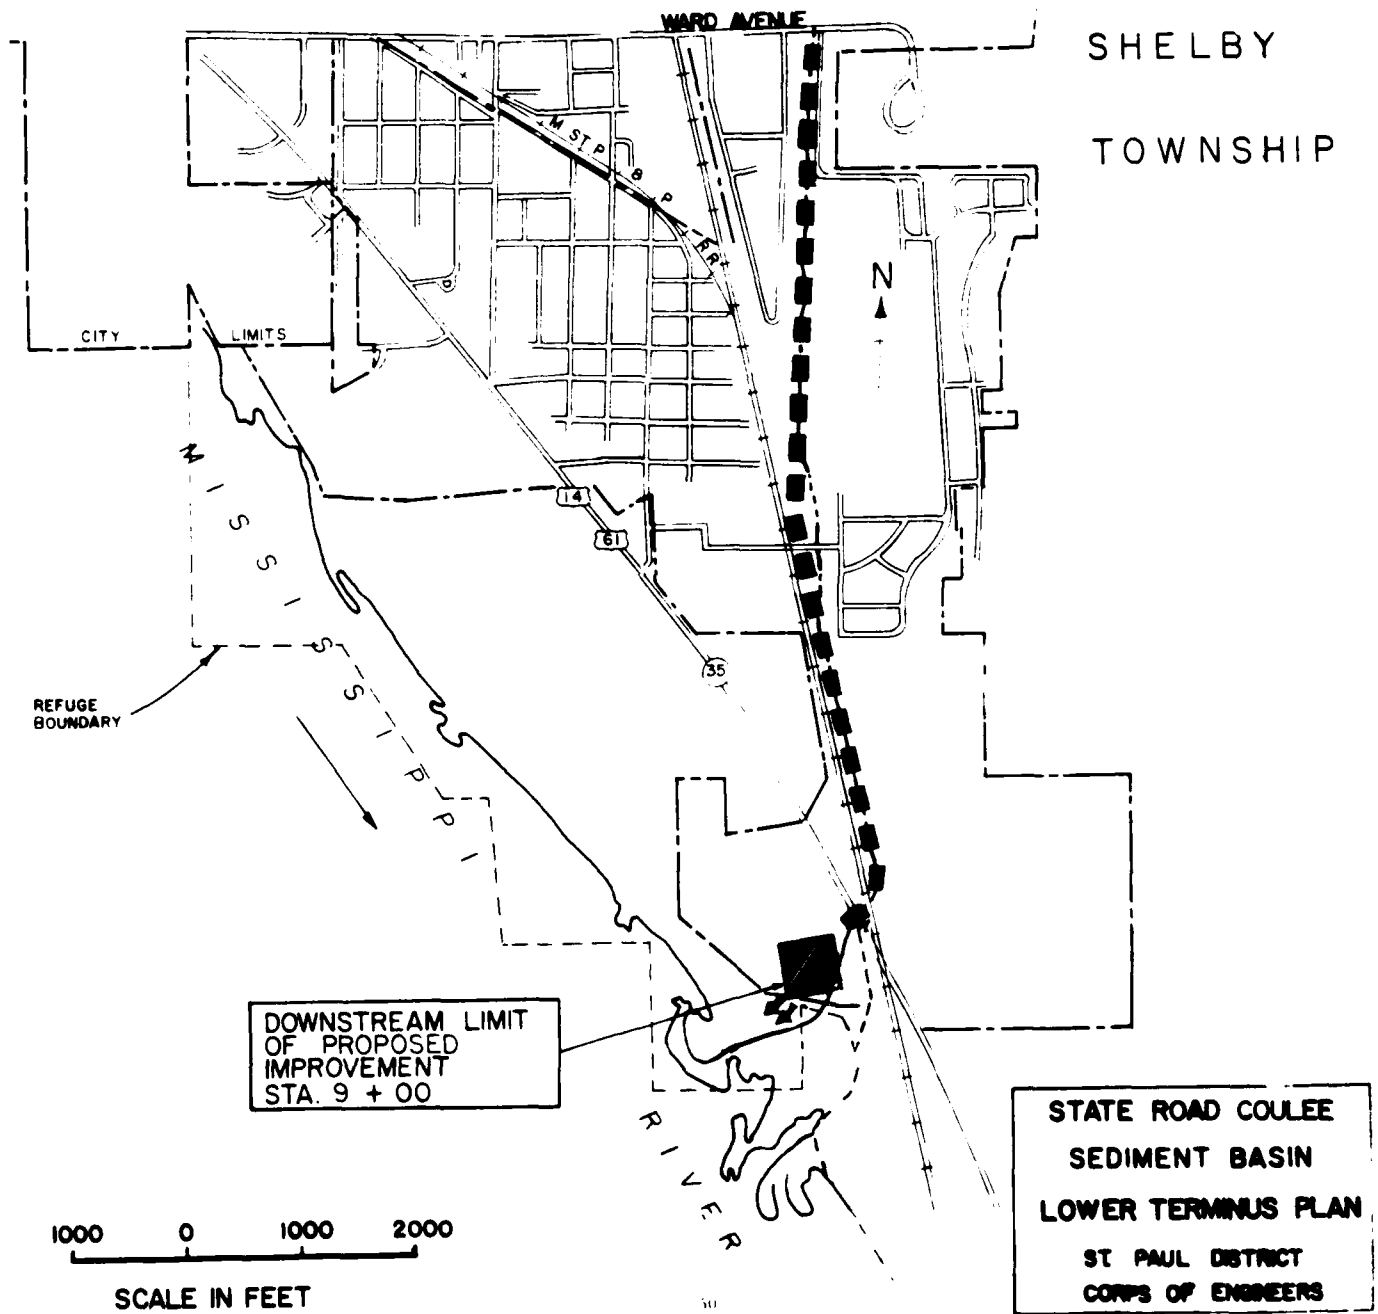 WARD AVENUE
SHELBY
TOWNSHIP
M ST P & P RR
N
CITY LIMITS
MISSISSIPPI
14
61
35
REFUGE
BOUNDARY
DOWNSTREAM LIMIT
OF PROPOSED
IMPROVEMENT
STA. 9 + 00
RIVER
STATE ROAD COULEE
SEDIMENT BASIN
LOWER TERMINUS PLAN
ST. PAUL DISTRICT
CORPS OF ENGINEERS
1000 0 1000 2000
SCALE IN FEET